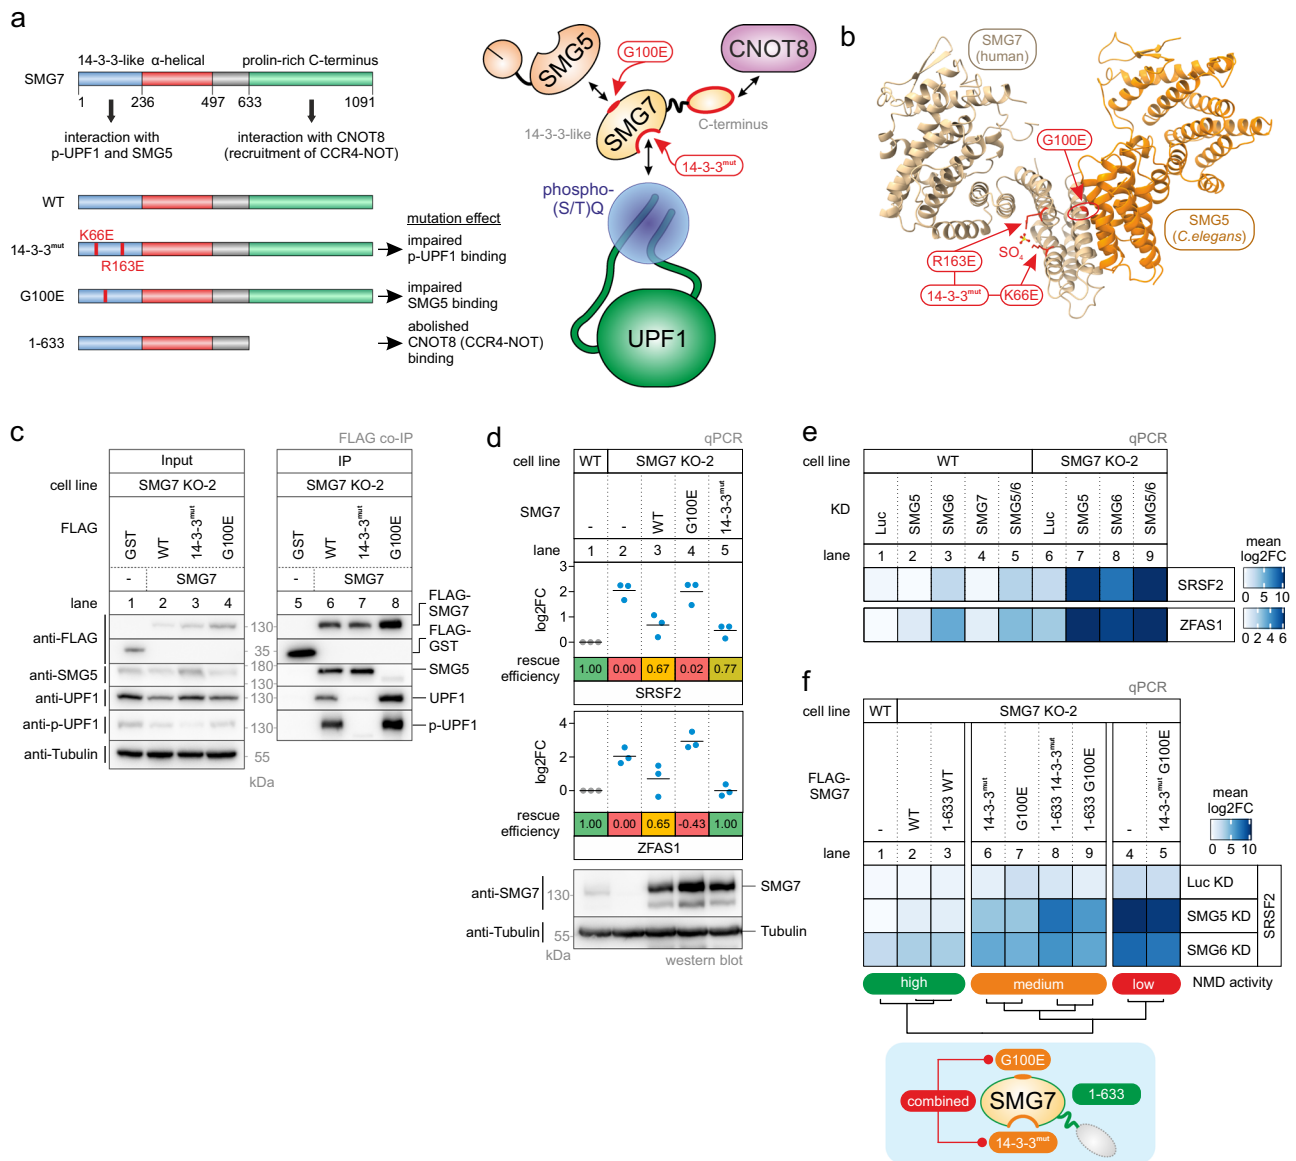 a
14-3-3-like α-helical prolin-rich C-terminus
SMG7
1 236 497 633 1091
interaction with
p-UPF1 and SMG5
interaction with CNOT8
(recruitment of CCR4-NOT)
WT
mutation effect
K66E
14-3-3mut
R163E
impaired
p-UPF1 binding
G100E
impaired
SMG5 binding
1-633
abolished
CNOT8 (CCR4-NOT)
binding
SMG5
G100E
CNOT8
SMG7
14-3-3-like
C-terminus
14-3-3mut
phospho-
(S/T)Q
UPF1
b
SMG7
(human)
G100E
SMG5
(C.elegans)
R163E
SO4
14-3-3mut
K66E
c
FLAG co-IP
Input IP
cell line SMG7 KO-2 SMG7 KO-2
FLAG GST WT 14-3-3mut G100E GST WT 14-3-3mut G100E
- SMG7 - SMG7
lane 1 2 3 4 5 6 7 8
FLAG-
SMG7
anti-FLAG 130 130
FLAG-
GST
35 35
anti-SMG5 180 180 SMG5
130 130
anti-UPF1 130 130 UPF1
anti-p-UPF1 130 p-UPF1
anti-Tubulin 55
kDa
d
qPCR
cell line WT SMG7 KO-2
SMG7 - - WT G100E 14-3-3mut
lane 1 2 3 4 5
log2FC
3
2
1
0
rescue
efficiency 1.00 0.00 0.67 0.02 0.77
SRSF2
log2FC
4
2
0
rescue
efficiency 1.00 0.00 0.65 -0.43 1.00
ZFAS1
anti-SMG7 130 SMG7
anti-Tubulin 55 Tubulin
kDa
western blot
e
qPCR
cell line WT SMG7 KO-2
KD Luc SMG5 SMG6 SMG7 SMG5/6 Luc SMG5 SMG6 SMG5/6
lane 1 2 3 4 5 6 7 8 9
mean
log2FC
SRSF2
0 5 10
ZFAS1
0 2 4 6
f
qPCR
cell line WT SMG7 KO-2
FLAG-
SMG7
- WT 1-633 WT 14-3-3mut G100E 1-633 14-3-3mut 1-633 G100E - 14-3-3mut G100E
mean
log2FC
0 5 10
lane 1 2 3 6 7 8 9 4 5
Luc KD
SMG5 KD
SMG6 KD
SRSF2
high medium low NMD activity
G100E
combined
SMG7
1-633
14-3-3mut